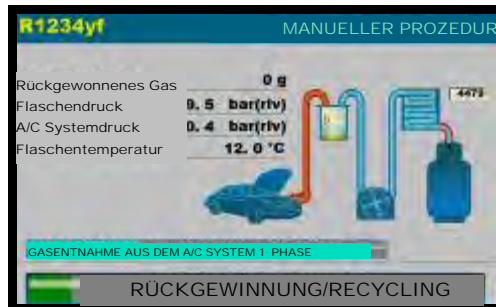 R1234yf
MANUELLER PROZEDUR
Rückgewonnenes Gas 0 g
Flaschendruck 9. 5 bar(rlv)
A/C Systemdruck 0. 4 bar(rlv)
Flaschentemperatur 12. 0 °C
4473
GASENTNAHME AUS DEM A/C SYSTEM 1· PHASE
RÜCKGEWINNUNG/RECYCLING